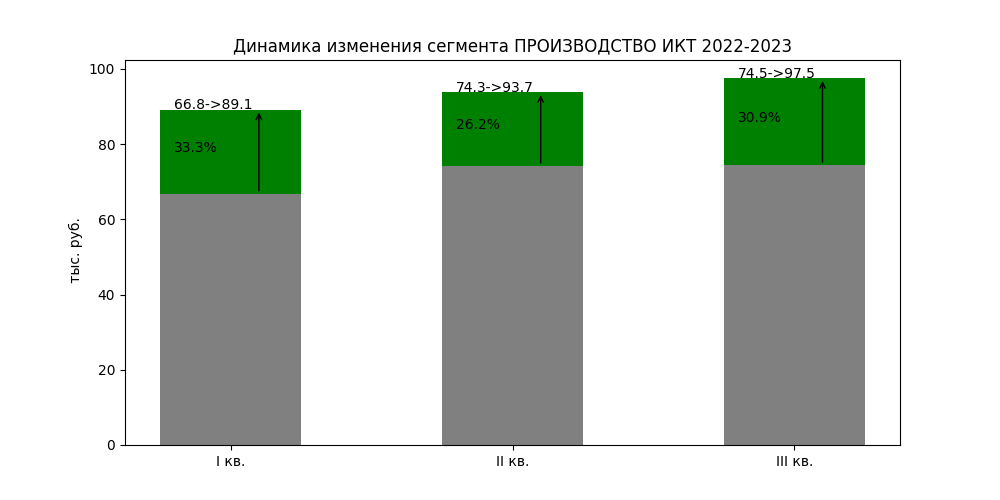 Динамика изменения сегмента ПРОИЗВОДСТВО ИКТ 2022-2023
тыс. руб.
100
80
60
40
20
0
66.8->89.1
33.3%
74.3->93.7
26.2%
74.5->97.5
30.9%
I кв.
II кв.
III кв.